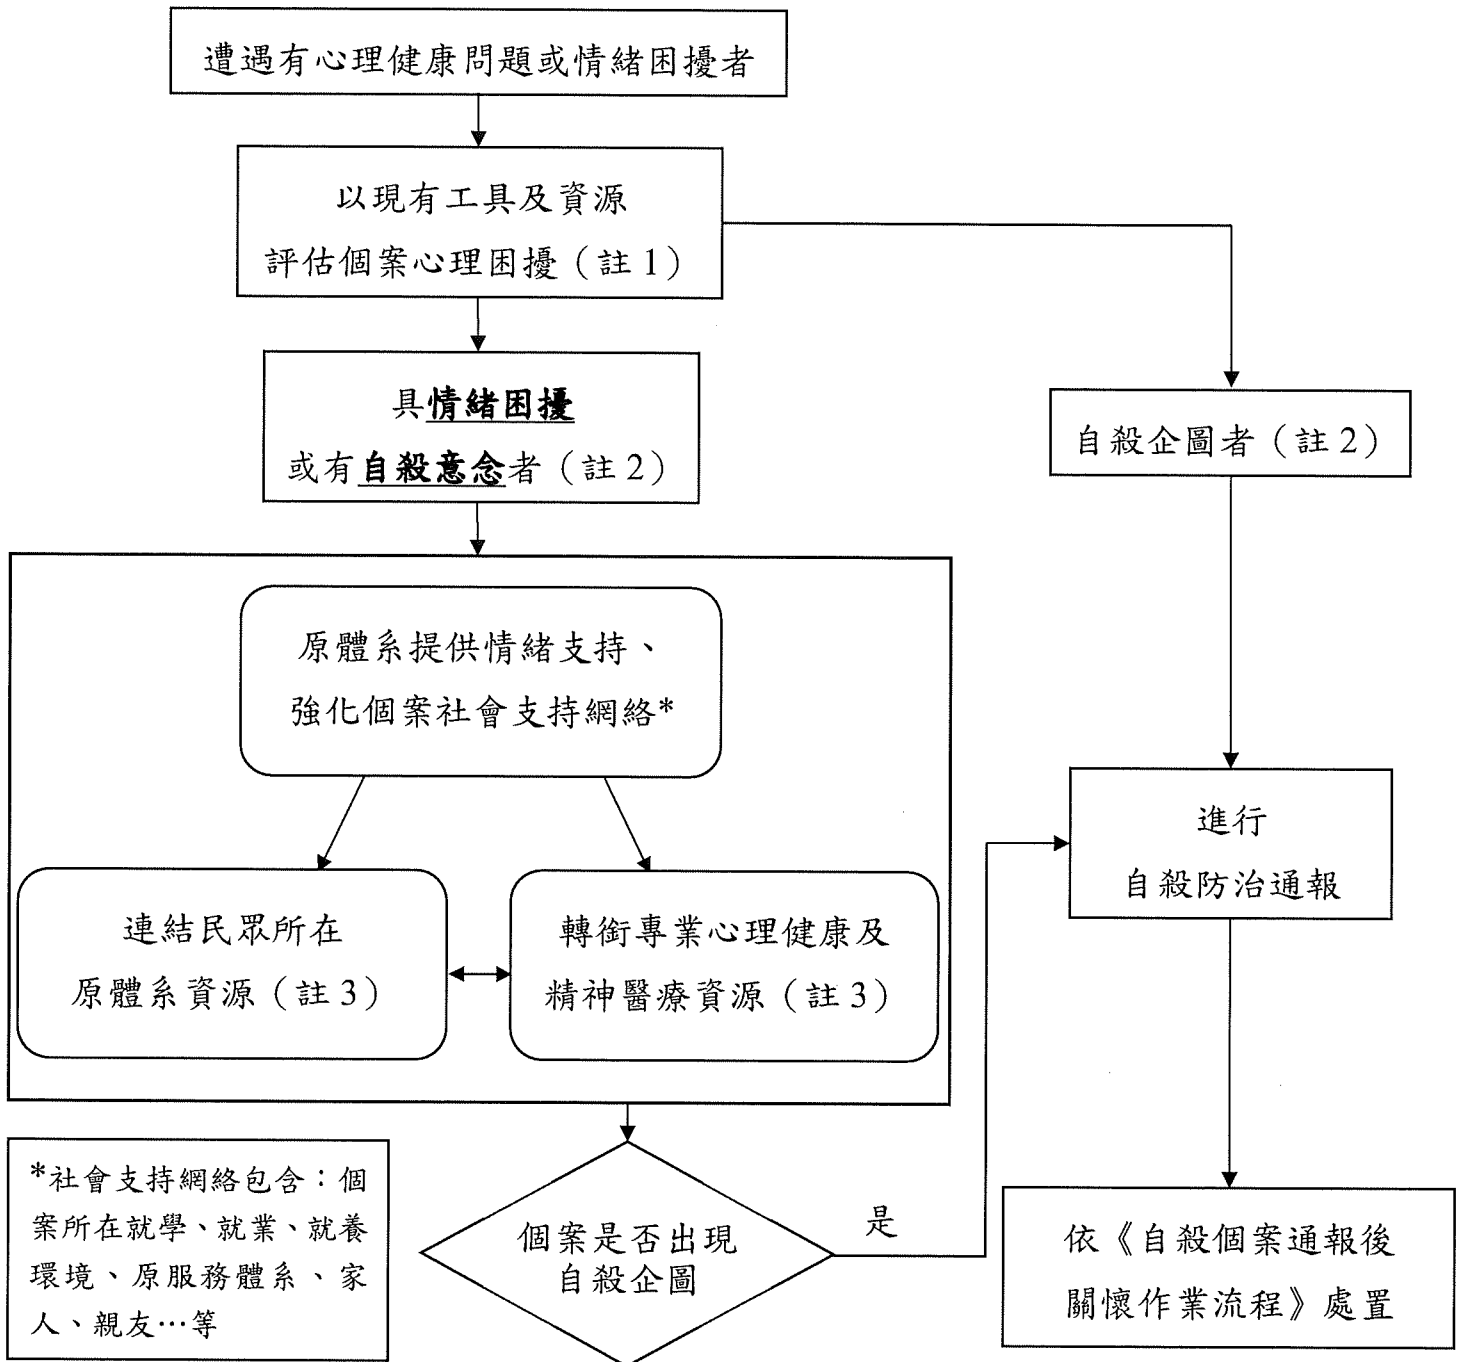 遭遇有心理健康問題或情緒困擾者
以現有工具及資源
評估個案心理困擾（註1）
具情緒困擾
或有自殺意念者（註2）
自殺企圖者（註2）
原體系提供情緒支持、
強化個案社會支持網絡*
連結民眾所在
原體系資源（註3）
轉銜專業心理健康及
精神醫療資源（註3）
進行
自殺防治通報
*社會支持網絡包含：個
案所在就學、就業、就養
環境、原服務體系、家
人、親友…等
個案是否出現
自殺企圖
是
依《自殺個案通報後
關懷作業流程》處置